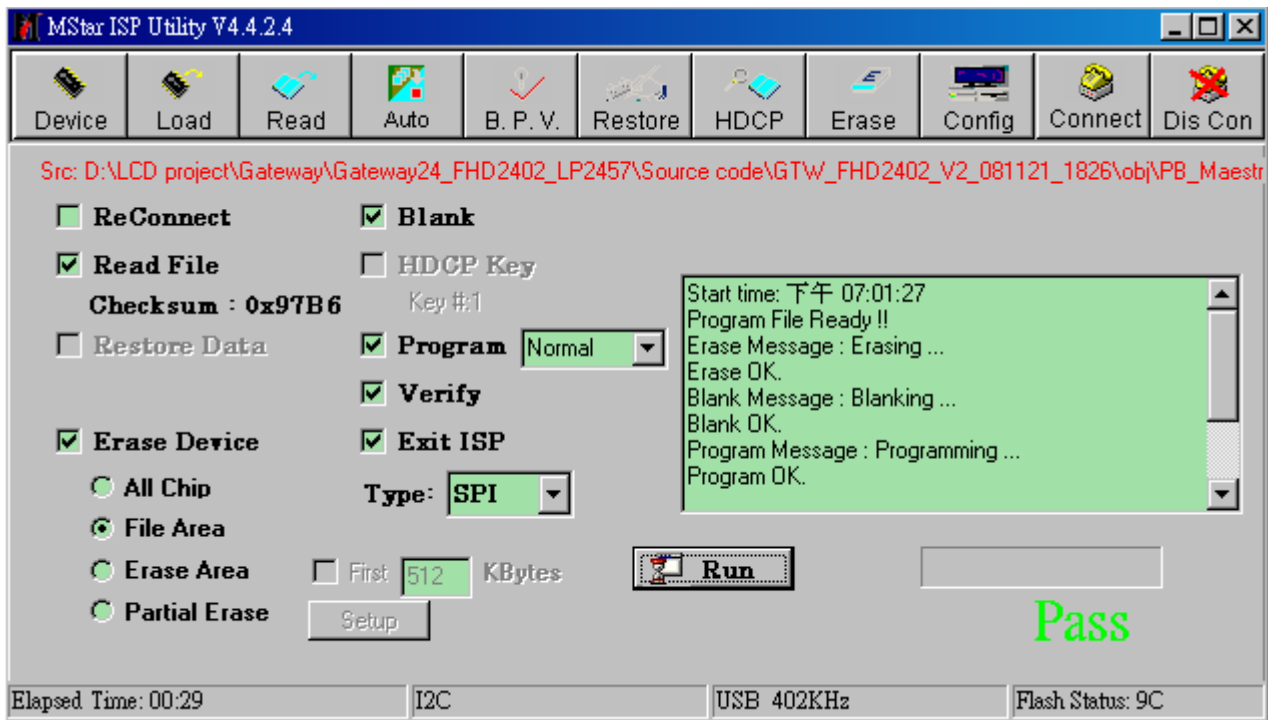 MStar ISP Utility V4.4.2.4
Device Load Read Auto B. P. V. Restore HDCP Erase Config Connect Dis Con
Src: D:\LCD project\Gateway\Gateway24_FHD2402_LP2457\Source code\GTW_FHD2402_V2_081121_1826\obj\PB_Maestr
ReConnect
Blank
Read File
HDCP Key
Checksum : 0x97B6
Key #:1
Restore Data
Program Normal
Verify
Erase Device
Exit ISP
All Chip
Type: SPI
File Area
Erase Area
First 512 KBytes
Partial Erase
Setup
Start time: 下午 07:01:27
Program File Ready !!
Erase Message : Erasing ...
Erase OK.
Blank Message : Blanking ...
Blank OK.
Program Message : Programming ...
Program OK.
Run
Pass
Elapsed Time: 00:29 I2C USB 402KHz Flash Status: 9C